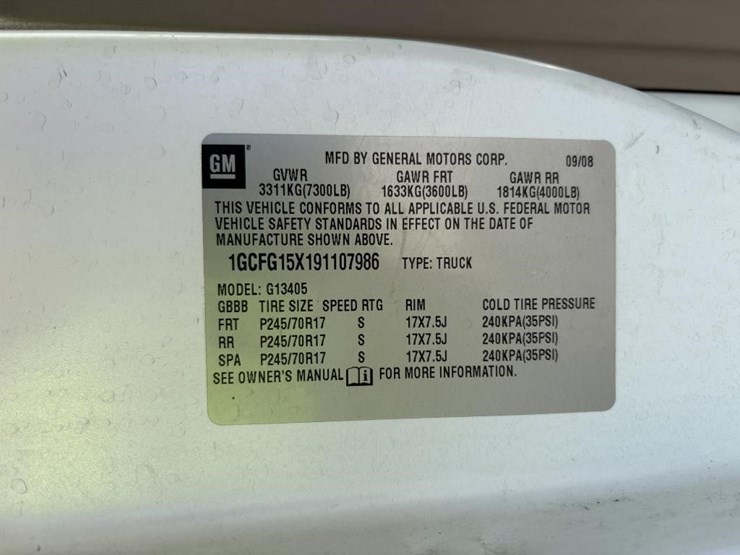 GM ® MFD BY GENERAL MOTORS CORP. 09/08
GVWR GAWR FRT GAWR RR
3311KG(7300LB) 1633KG(3600LB) 1814KG(4000LB)
THIS VEHICLE CONFORMS TO ALL APPLICABLE U.S. FEDERAL MOTOR
VEHICLE SAFETY STANDARDS IN EFFECT ON THE DATE OF
MANUFACTURE SHOWN ABOVE.
1GCFG15X191107986 TYPE: TRUCK
MODEL: G13405
GBBB TIRE SIZE SPEED RTG RIM COLD TIRE PRESSURE
FRT P245/70R17 S 17X7.5J 240KPA(35PSI)
RR P245/70R17 S 17X7.5J 240KPA(35PSI)
SPA P245/70R17 S 17X7.5J 240KPA(35PSI)
SEE OWNER'S MANUAL i FOR MORE INFORMATION.